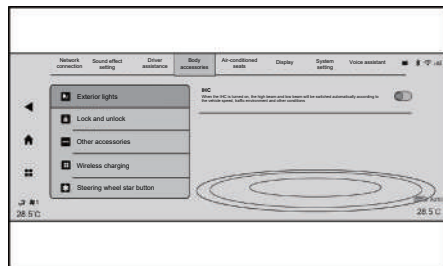 Network connection
Sound effect setting
Driver assistance
Body accessories
Air-conditioned seats
Display
System setting
Voice assistant
Exterior lights
Lock and unlock
Other accessories
Wireless charging
Steering wheel star button
IHC
When the IHC is turned on, the high beam and low beam will be switched automatically according to
the vehicle speed, traffic environment and other conditions
28.5°C
28.5°C